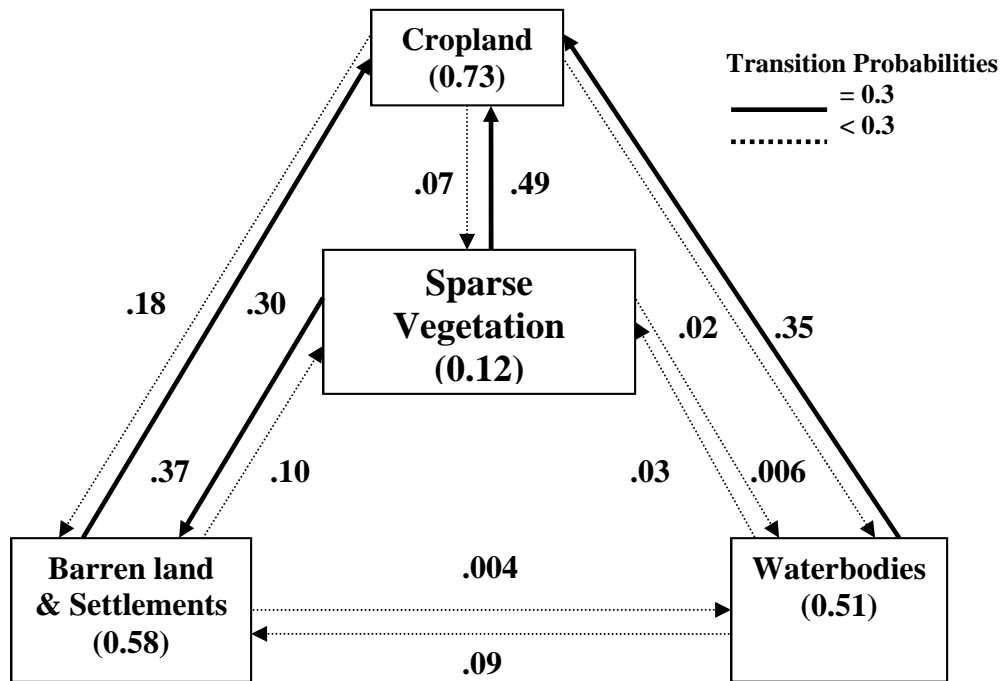 Cropland
(0.73)
Transition Probabilities
= 0.3
< 0.3
.07
.49
Sparse
Vegetation
(0.12)
.18
.30
.02
.35
.37
.10
.03
.006
Barren land
& Settlements
(0.58)
.004
.09
Waterbodies
(0.51)